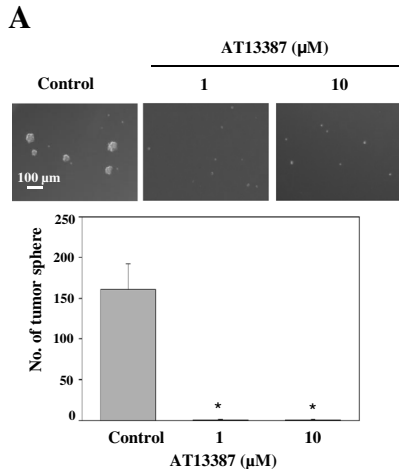 A
AT13387 (μM)
Control 1 10
100 μm
250
200
150
100
50
0
No. of tumor sphere
* *
Control 1 10
AT13387 (μM)